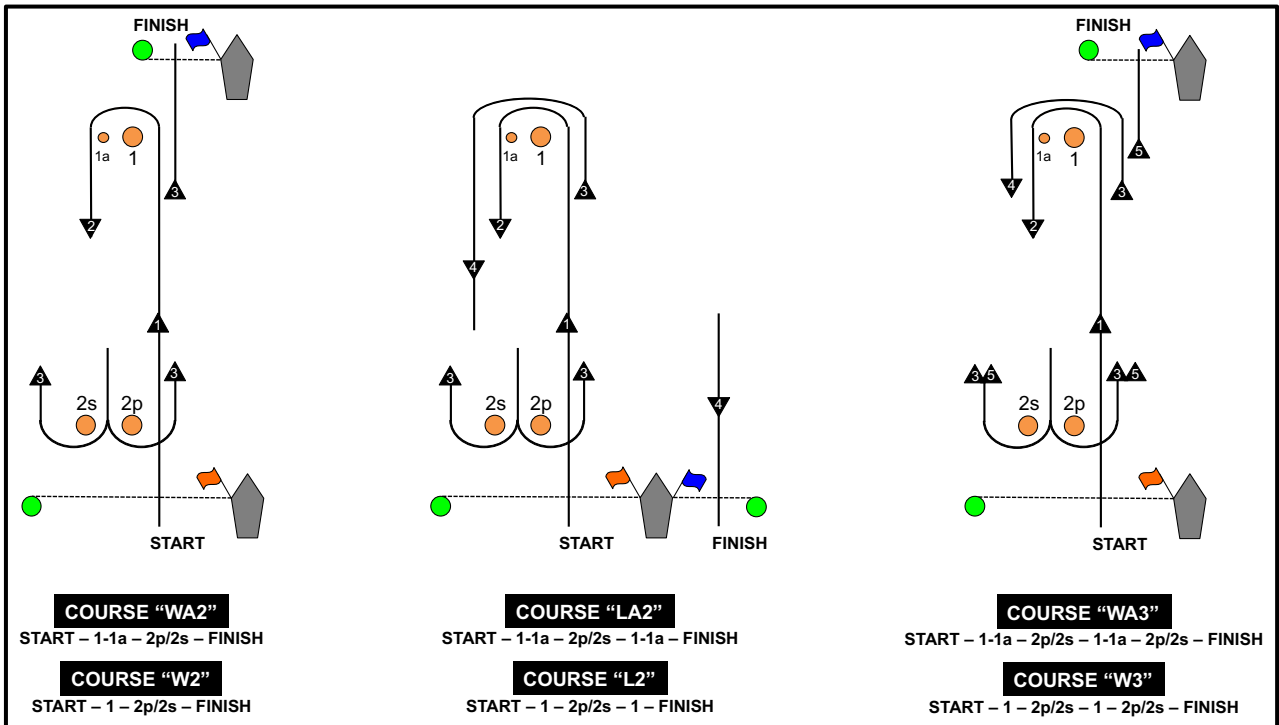 FINISH
1a
1
3
2
1
3
3
2s
2p
START
COURSE “WA2”
START – 1-1a – 2p/2s – FINISH
COURSE “W2”
START – 1 – 2p/2s – FINISH
1a
1
3
2
4
1
3
3
4
2s
2p
START
FINISH
COURSE “LA2”
START – 1-1a – 2p/2s – 1-1a – FINISH
COURSE “L2”
START – 1 – 2p/2s – 1 – FINISH
FINISH
1a
1
5
4
3
2
1
3 5
3 5
2s
2p
START
COURSE “WA3”
START – 1-1a – 2p/2s – 1-1a – 2p/2s – FINISH
COURSE “W3”
START – 1 – 2p/2s – 1 – 2p/2s – FINISH